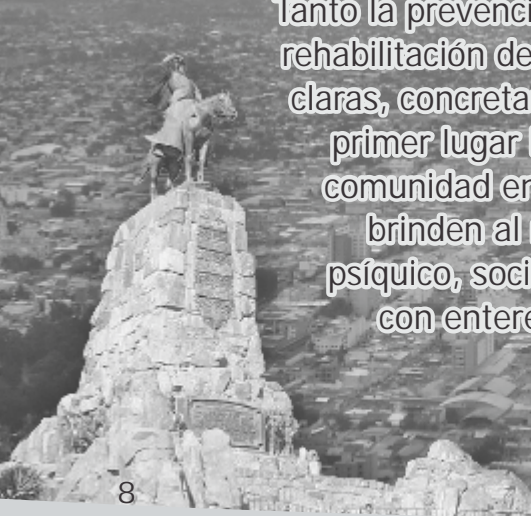 Tanto la prevenci
rehabilitación de
claras, concreta
primer lugar
comunidad en
brinden al
psíquico, soci
con entere
8